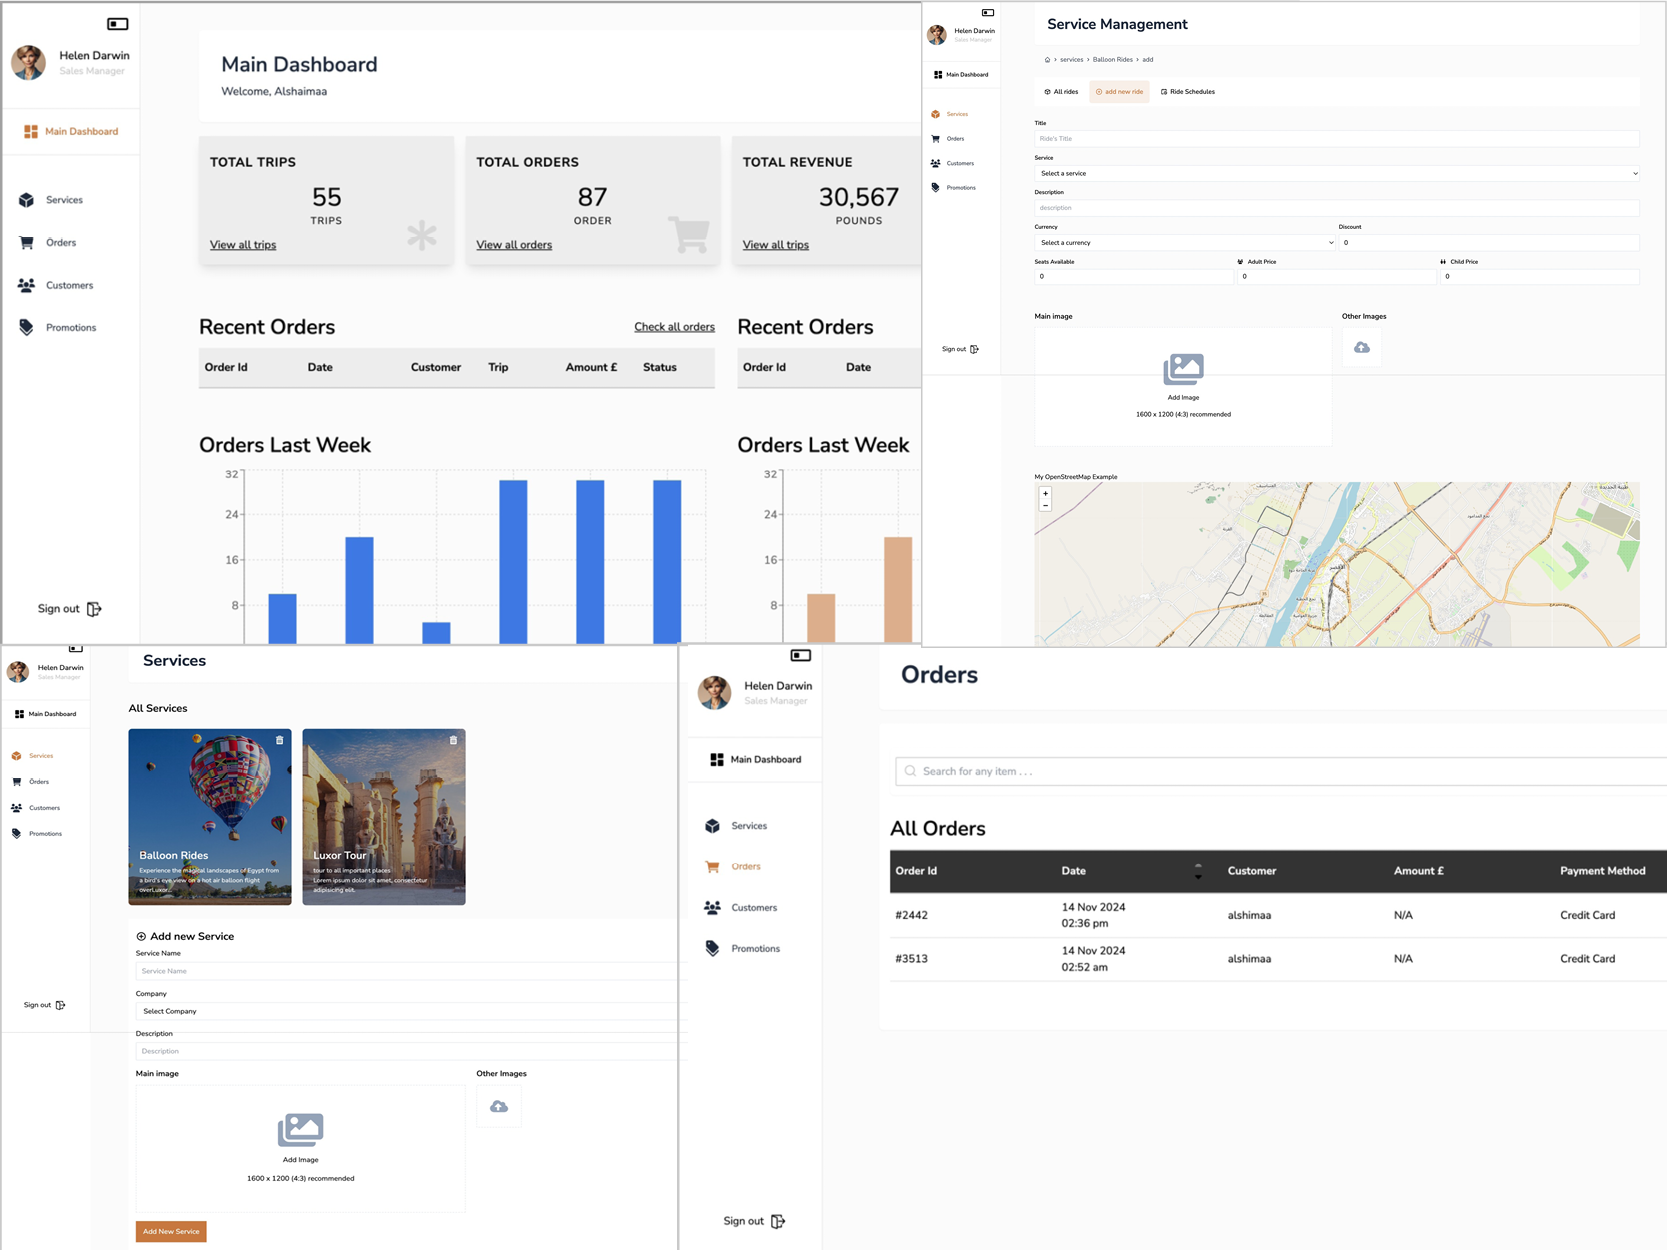 Helen Darwin
Sales Manager
Main Dashboard
Services
Orders
Customers
Promotions
Sign out
Main Dashboard
Welcome, Alshaimaa
TOTAL TRIPS
55
TRIPS
View all trips
TOTAL ORDERS
87
ORDER
View all orders
TOTAL REVENUE
30,567
POUNDS
View all trips
Recent Orders
Check all orders
Order Id Date Customer Trip Amount £ Status
Recent Orders
Order Id Date
Orders Last Week
32
24
16
8
Orders Last Week
32
24
16
8
Helen Darwin
Sales Manager
Main Dashboard
Services
Orders
Customers
Promotions
Sign out
Service Management
> services > Balloon Rides > add
All rides
add new ride
Ride Schedules
Title
Ride's Title
Service
Select a service
Description
description
Currency
Select a currency
Discount
0
Seats Available
0
Adult Price
0
Child Price
0
Main image
Add Image
1600 x 1200 (4:3) recommended
Other Images
My OpenStreetMap Example
+
−
الأقصر
Helen Darwin
Sales Manager
Main Dashboard
Services
Orders
Customers
Promotions
Sign out
Services
All Services
Balloon Rides
Experience the magical landscapes of Egypt from
a bird's eye view on a hot air balloon flight
overLuxor...
Luxor Tour
tour to all important places
Lorem ipsum dolor sit amet, consectetur
adipisicing elit.
Add new Service
Service Name
Service Name
Company
Select Company
Description
Description
Main image
Add Image
1600 x 1200 (4:3) recommended
Other Images
Add New Service
Helen Darwin
Sales Manager
Main Dashboard
Services
Orders
Customers
Promotions
Sign out
Orders
Search for any item . . .
All Orders
Order Id Date Customer Amount £ Payment Method
#2442 14 Nov 2024 02:36 pm alshimaa N/A Credit Card
#3513 14 Nov 2024 02:52 am alshimaa N/A Credit Card